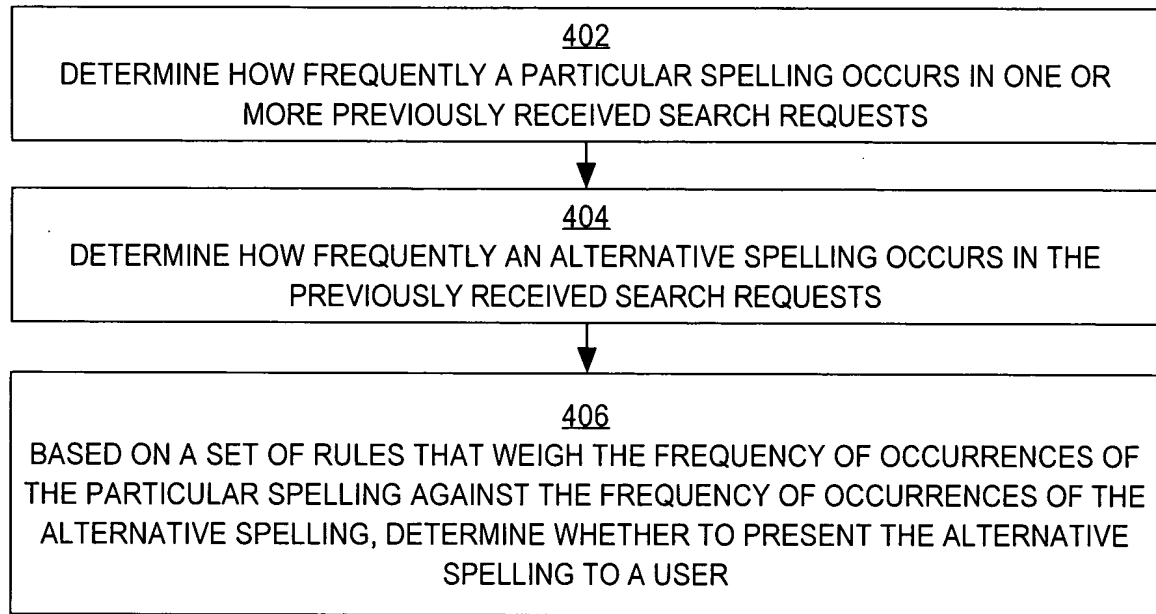 402
DETERMINE HOW FREQUENTLY A PARTICULAR SPELLING OCCURS IN ONE OR
MORE PREVIOUSLY RECEIVED SEARCH REQUESTS
404
DETERMINE HOW FREQUENTLY AN ALTERNATIVE SPELLING OCCURS IN THE
PREVIOUSLY RECEIVED SEARCH REQUESTS
406
BASED ON A SET OF RULES THAT WEIGH THE FREQUENCY OF OCCURRENCES OF
THE PARTICULAR SPELLING AGAINST THE FREQUENCY OF OCCURRENCES OF THE
ALTERNATIVE SPELLING, DETERMINE WHETHER TO PRESENT THE ALTERNATIVE
SPELLING TO A USER